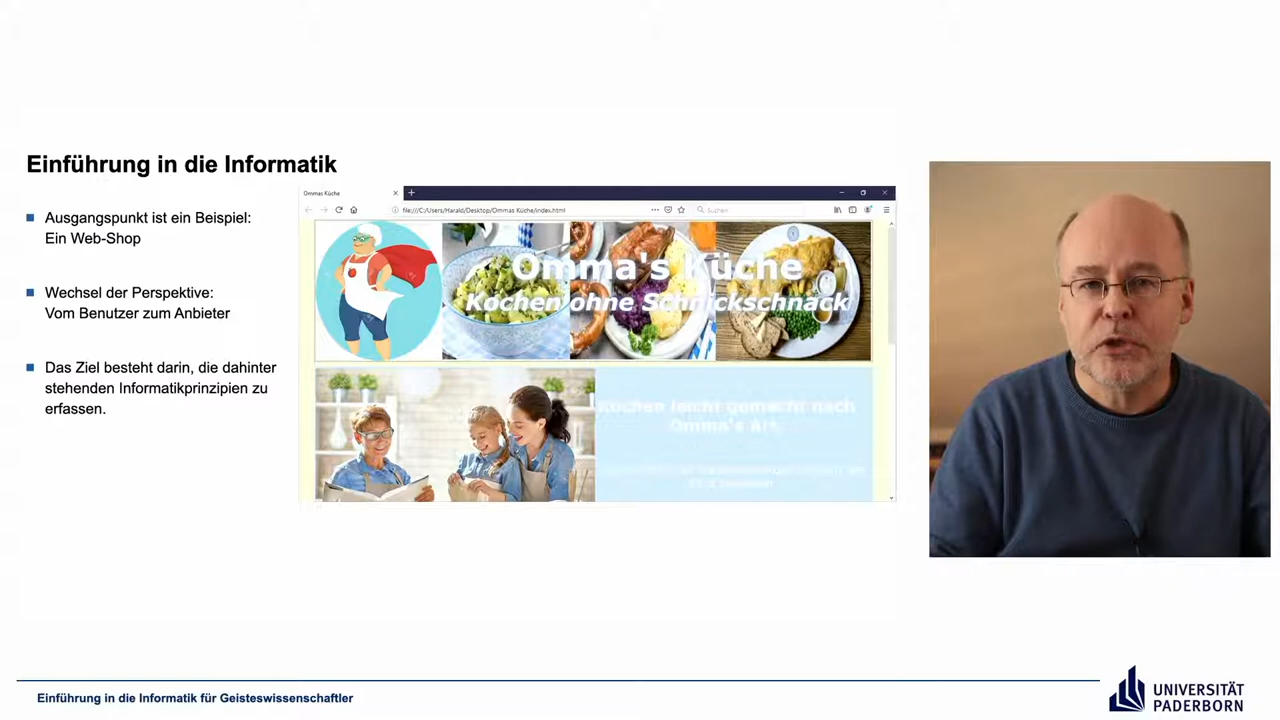 Einführung in die Informatik
Ausgangspunkt ist ein Beispiel:
Ein Web-Shop
Wechsel der Perspektive:
Vom Benutzer zum Anbieter
Das Ziel besteht darin, die dahinter
stehenden Informatikprinzipien zu
erfassen.
Ommas Küche
file:///C:/Users/Harald/Desktop/Ommas Küche/index.html
Suchen
Omma's Küche
Kochen ohne Schnickschnack
Kochen leicht gemacht nach
Omma's Art
Einführung in die Informatik für Geisteswissenschaftler
UNIVERSITÄT
PADERBORN